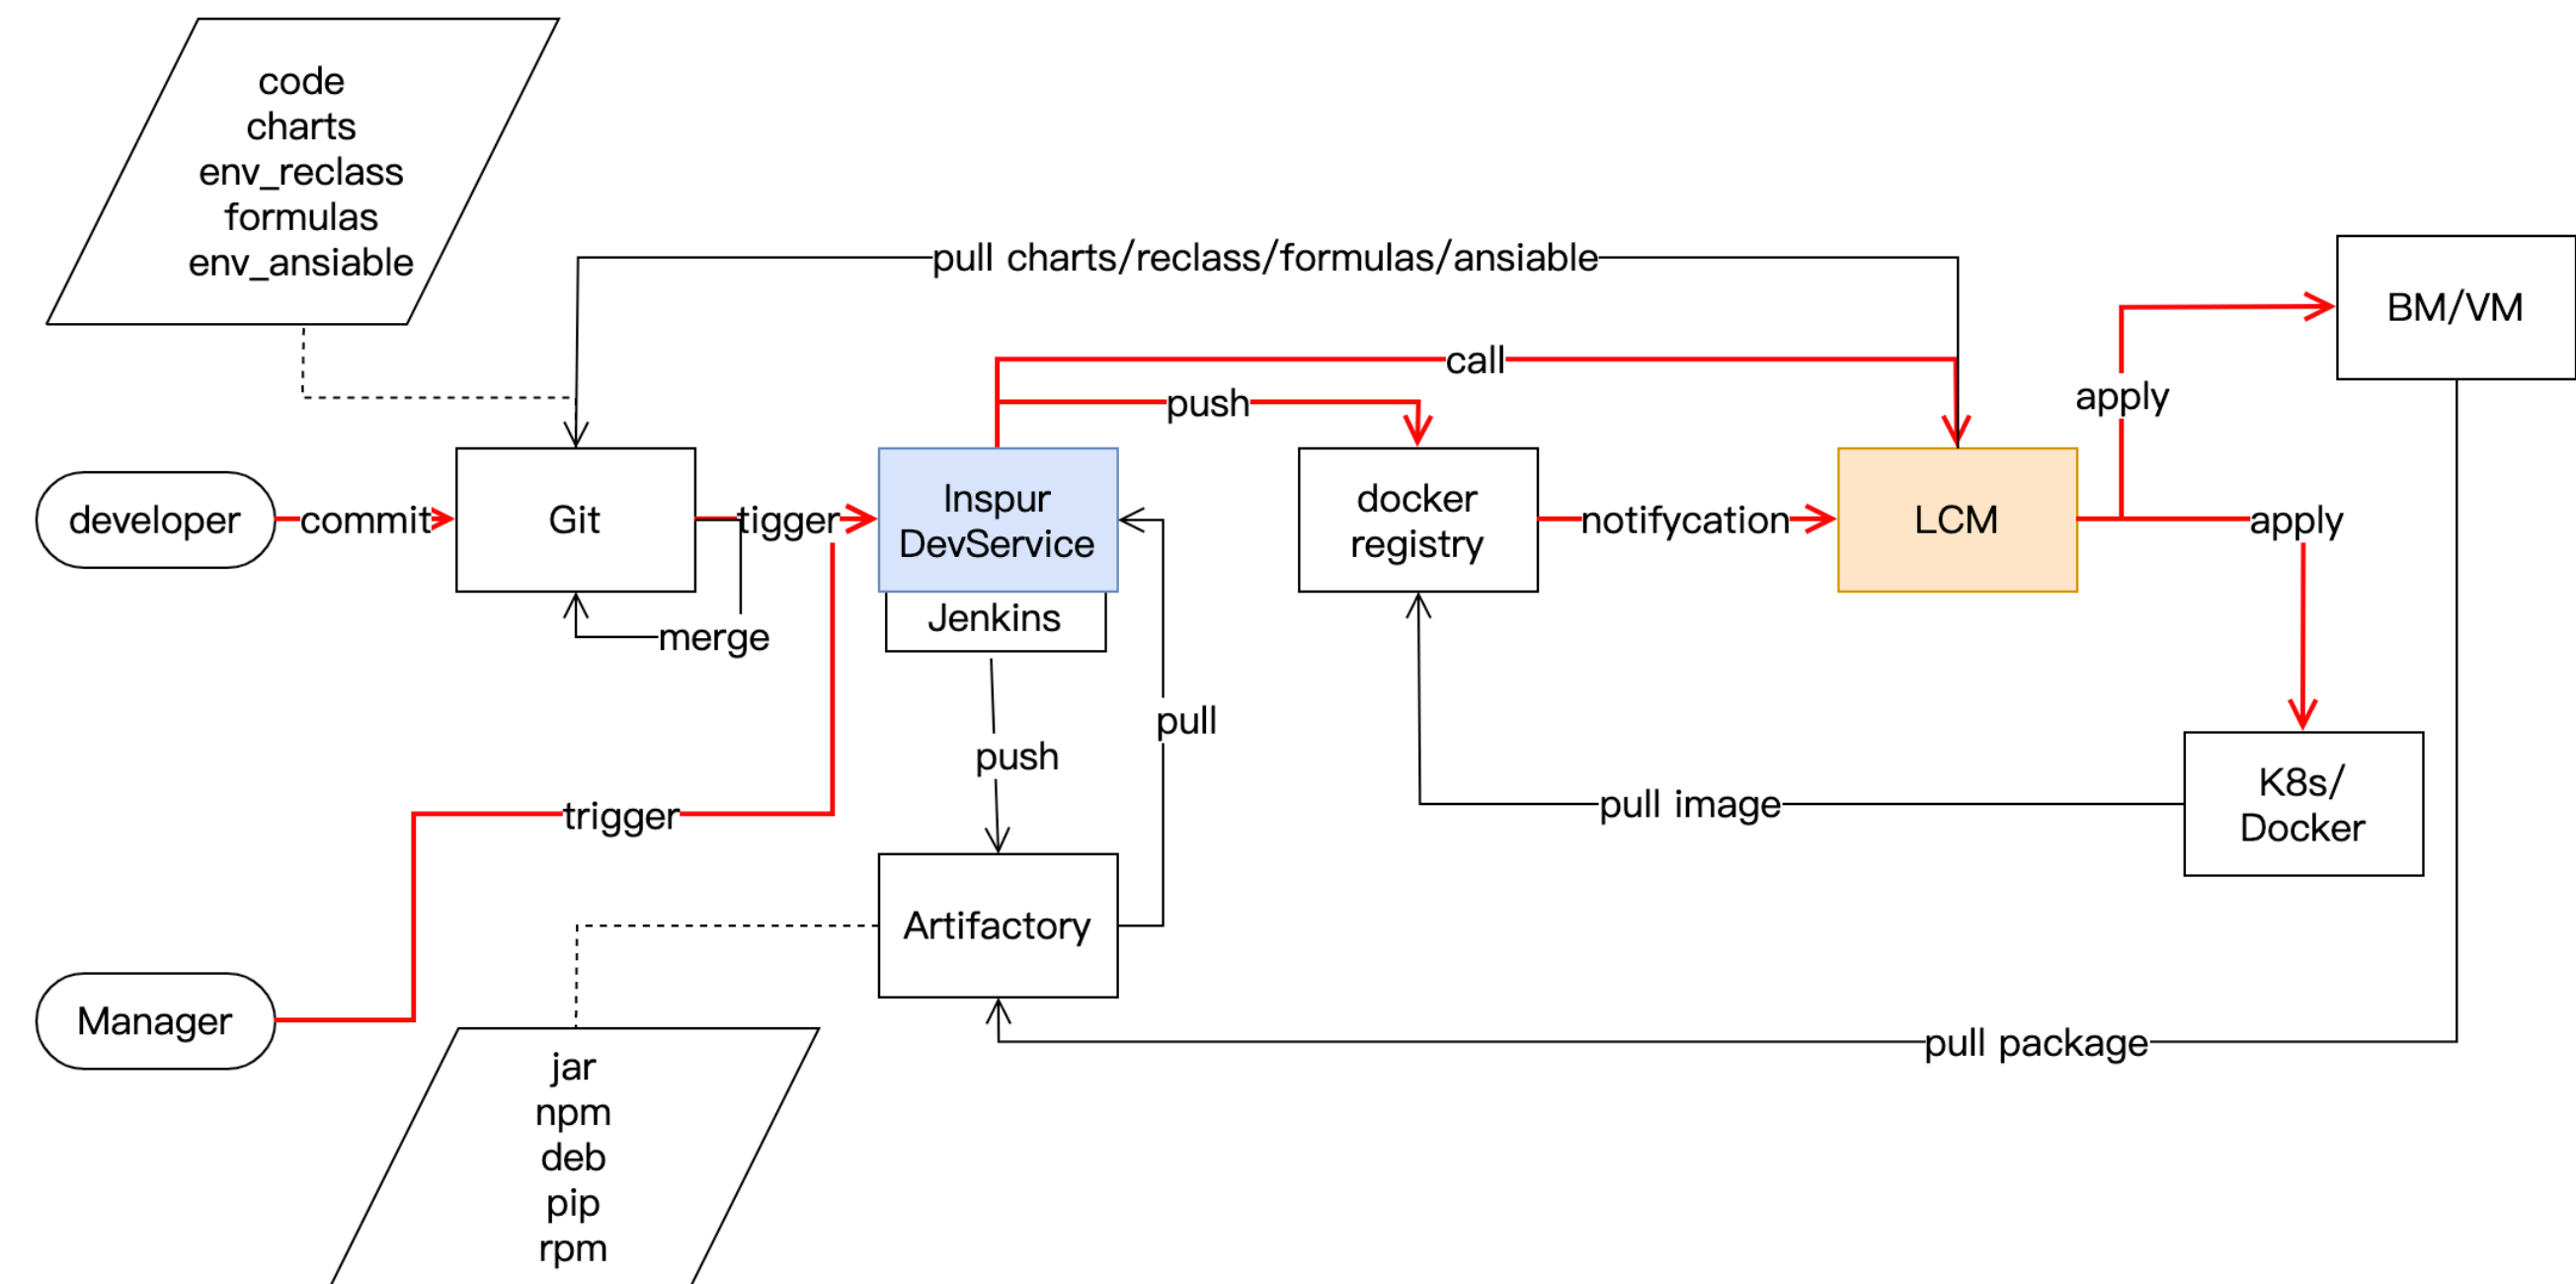 code
charts
env_reclass
formulas
env_ansiable
pull charts/reclass/formulas/ansiable
BM/VM
call
apply
push
developer
commit
Git
tigger
Inspur
DevService
docker
registry
notifycation
LCM
apply
Jenkins
merge
pull
push
K8s/
Docker
pull image
trigger
Artifactory
Manager
pull package
jar
npm
deb
pip
rpm